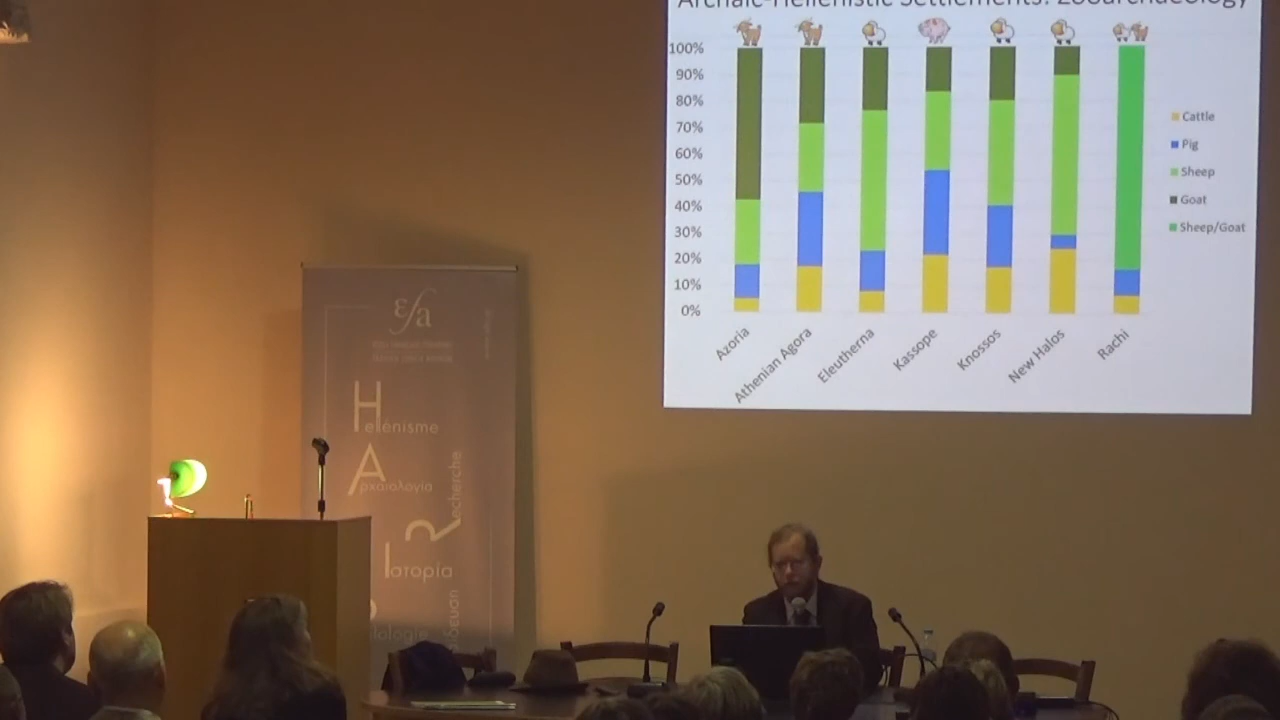 Archaic-Hellenistic Settlements: Zooarchaeology
100%
90%
80%
70%
60%
50%
40%
30%
20%
10%
0%
Azoria
Athenian Agora
Eleutherna
Kassope
Knossos
New Halos
Rachi
Cattle
Pig
Sheep
Goat
Sheep/Goat
εfa
Hellénisme
Αρχαιολογία
Recherche
Ιστορία